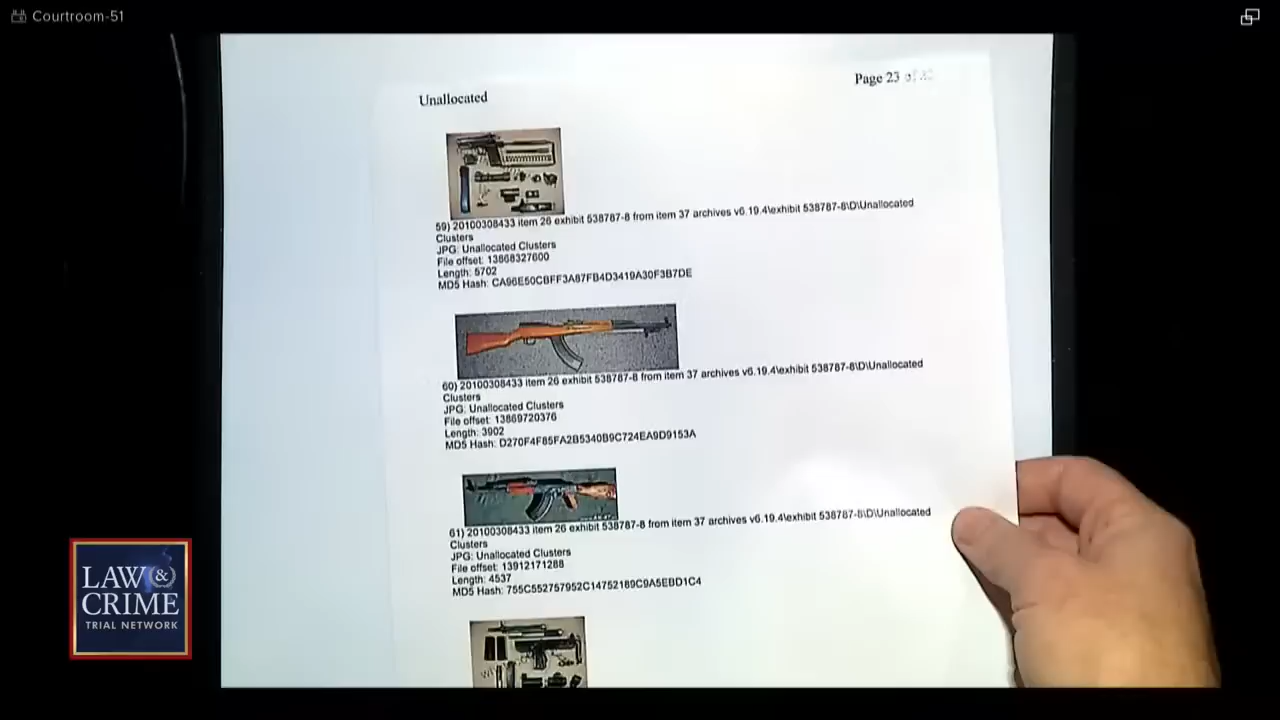 Courtroom-51
Page 23
Unallocated
59) 20100308433 item 26 exhibit 538787-8 from item 37 archives v6.19.4\exhibit 538787-8\D\Unallocated
Clusters
JPG: Unallocated Clusters
File offset: 13868327600
Length: 5702
MD5 Hash: CA96E50CBFF3A87FB4D3419A30F3B7DE
60) 20100308433 item 26 exhibit 538787-8 from item 37 archives v6.19.4\exhibit 538787-8\D\Unallocated
Clusters
JPG: Unallocated Clusters
File offset: 13869720376
Length: 3902
MD5 Hash: D270F4F85FA2B5340B9C724EA9D9153A
61) 20100308433 item 26 exhibit 538787-8 from item 37 archives v6.19.4\exhibit 538787-8\D\Unallocated
Clusters
JPG: Unallocated Clusters
File offset: 13912171288
Length: 4537
MD5 Hash: 755C552757952C14752189C9A5EBD1C4
LAW &
CRIME
TRIAL NETWORK